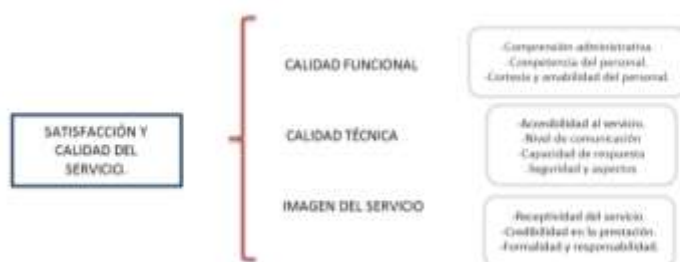 SATISFACCIÓN Y
CALIDAD DEL
SERVICIO.
CALIDAD FUNCIONAL
-Comprensión administrativa.
-Competencia del personal.
-Cortesía y amabilidad del personal.
CALIDAD TÉCNICA
-Accesibilidad al servicio.
-Nivel de comunicación
-Capacidad de respuesta
-Seguridad y aspectos
IMAGEN DEL SERVICIO
-Receptividad del servicio
-Credibilidad en la prestación.
-Formalidad y responsabilidad.